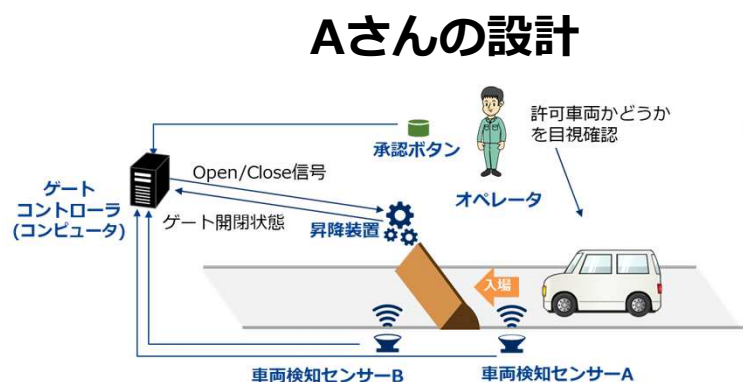 Aさんの設計
許可車両かどうか
を目視確認
承認ボタン
オペレータ
Open/Close信号
ゲート
コントローラ
(コンピュータ)
ゲート開閉状態
昇降装置
入場
車両検知センサーB
車両検知センサーA